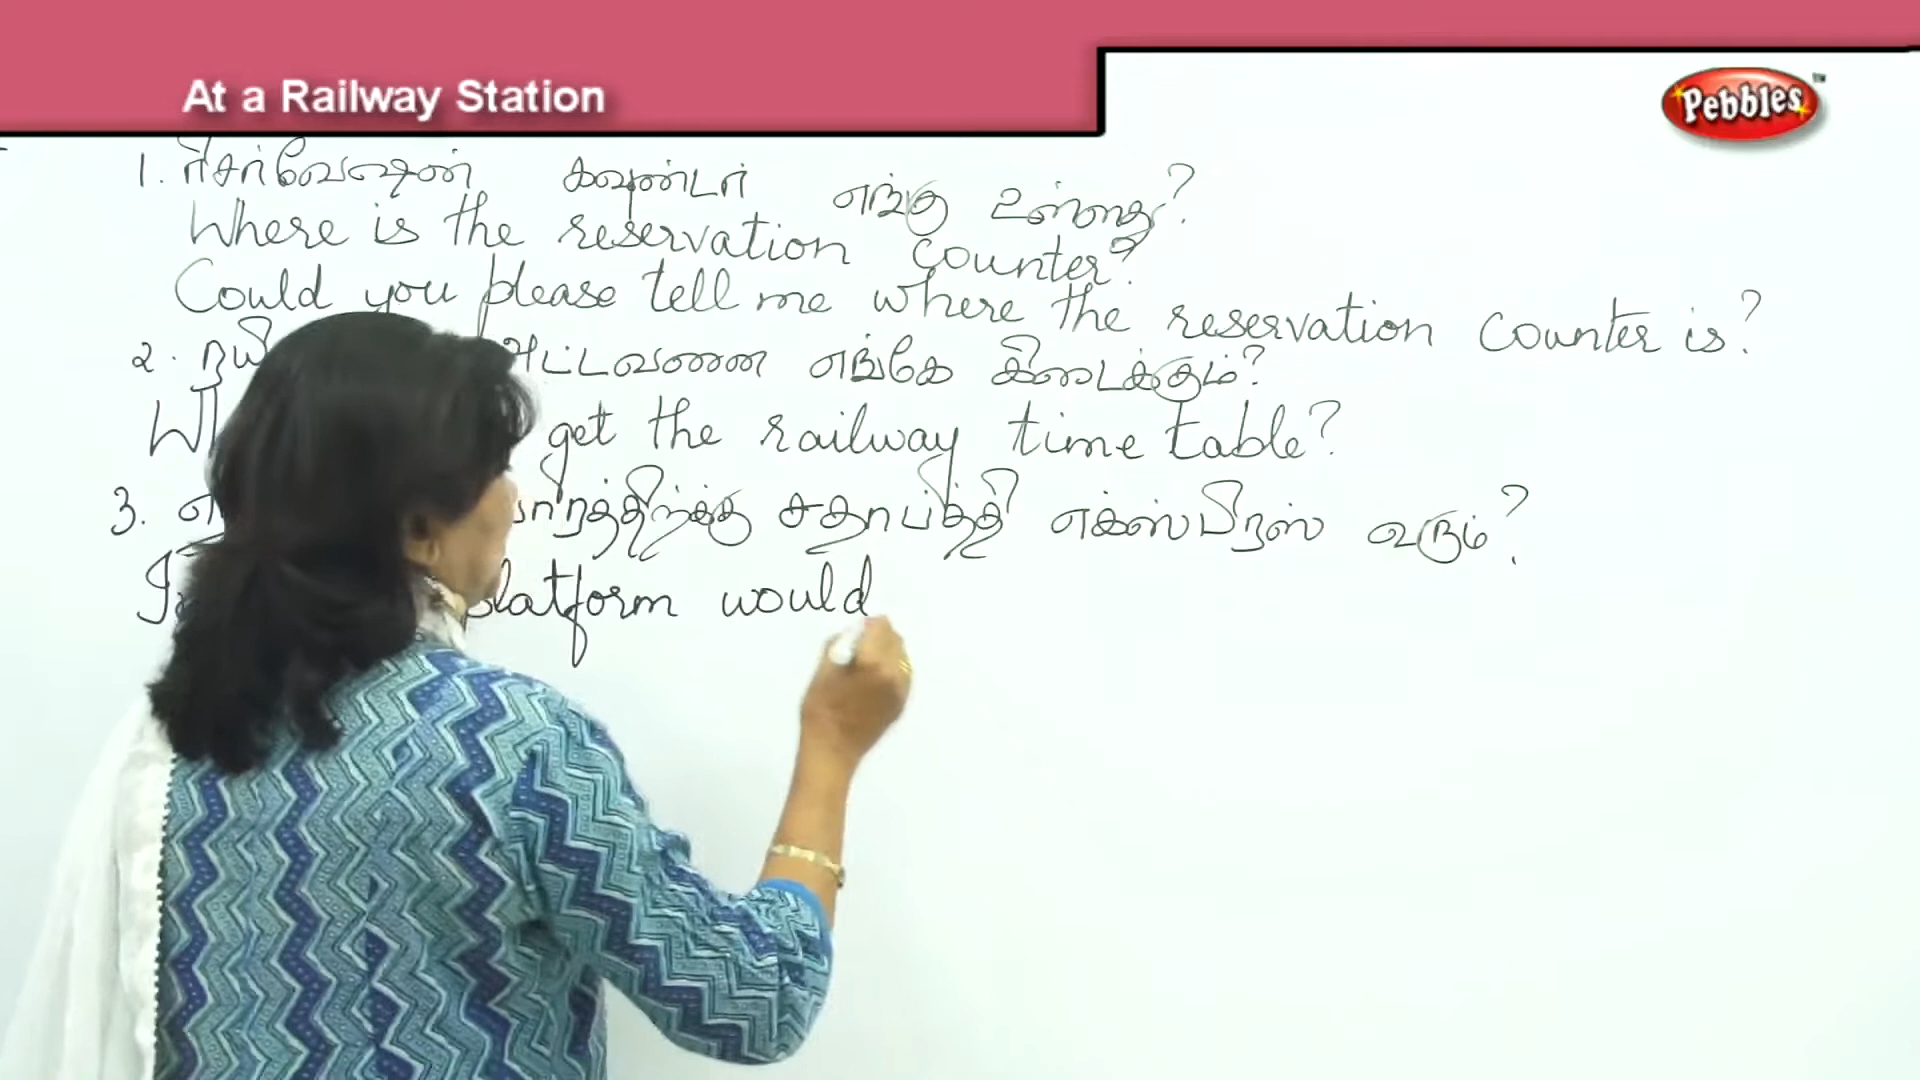 At a Railway Station
Pebbles™
1. ரிசர்வேஷன் கவுண்டர் எங்கு உள்ளது?
Where is the reservation counter?
Could you please tell me where the reservation counter is?
2. அட்டவணை எங்கே கிடைக்கும்?
get the railway time table?
3. சதாப்தி எக்ஸ்பிரஸ் வரும்?
platform would